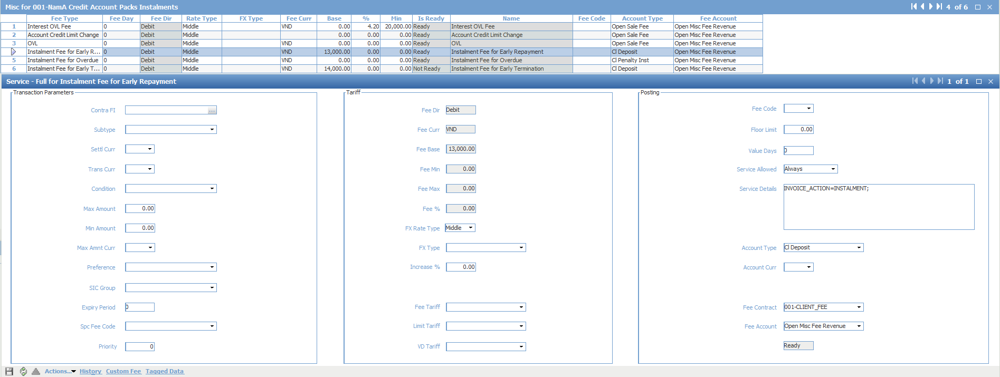 Misc for 001-NamA Credit Account Packs Instalments 4 of 6
Fee Type Fee Day Fee Dir Rate Type FX Type Fee Curr Base % Min Is Ready Name Fee Code Account Type Fee Account
1 Interest OVL Fee 0 Debit Middle VND 0.00 4.20 20,000.00 Ready Interest OVL Fee Open Sale Fee Open Misc Fee Revenue
2 Account Credit Limit Change 0 Debit Middle 0.00 0.00 0.00 Ready Account Credit Limit Change Open Sale Fee Open Misc Fee Revenue
3 OVL 0 Debit Middle VND 0.00 0.00 0.00 Ready OVL Open Sale Fee Open Misc Fee Revenue
Instalment Fee for Early R... 0 Debit Middle VND 13,000.00 0.00 0.00 Ready Instalment Fee for Early Repayment Cl Deposit Open Misc Fee Revenue
5 Instalment Fee for Overdue 0 Debit Middle VND 0.00 0.00 0.00 Ready Instalment Fee for Overdue Cl Penalty Inst Open Misc Fee Revenue
6 Instalment Fee for Early T... 0 Debit Middle VND 14,000.00 0.00 0.00 Not Ready Instalment Fee for Early Termination Cl Deposit Open Misc Fee Revenue
Service - Full for Instalment Fee for Early Repayment 1 of 1
Transaction Parameters
Contra FI ...
Subtype
Settl Curr
Trans Curr
Condition
Max Amount 0.00
Min Amount 0.00
Max Amnt Curr
Preference
SIC Group
Expiry Period 0
Spc Fee Code
Priority 0
Tariff
Fee Dir Debit
Fee Curr VND
Fee Base 13,000.00
Fee Min 0.00
Fee Max 0.00
Fee % 0.00
FX Rate Type Middle
FX Type
Increase % 0.00
Fee Tariff
Limit Tariff
VD Tariff
Posting
Fee Code
Floor Limit 0.00
Value Days 0
Service Allowed Always
Service Details INVOICE_ACTION=INSTALMENT;
Account Type Cl Deposit
Account Curr
Fee Contract 001-CLIENT_FEE
Fee Account Open Misc Fee Revenue
Ready
Actions... History Custom Fee Tagged Data